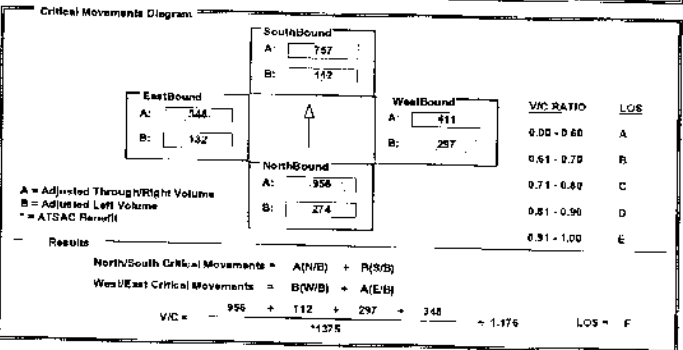 Critical Movements Diagram
SouthBound
A: 757
B: 112
EastBound
A: 348
B: 132
WestBound
A: 411
B: 297
NorthBound
A: 956
B: 274
V/C RATIO LOS
0.00 - 0.60 A
0.61 - 0.70 B
0.71 - 0.80 C
0.81 - 0.90 D
0.91 - 1.00 E
A = Adjusted Through/Right Volume
B = Adjusted Left Volume
* = ATSAC Benefit
Results
North/South Critical Movements = A(N/B) + B(S/B)
West/East Critical Movements = B(W/B) + A(E/B)
V/C = 956 + 112 + 297 + 348 = 1.176 LOS = F
*1375